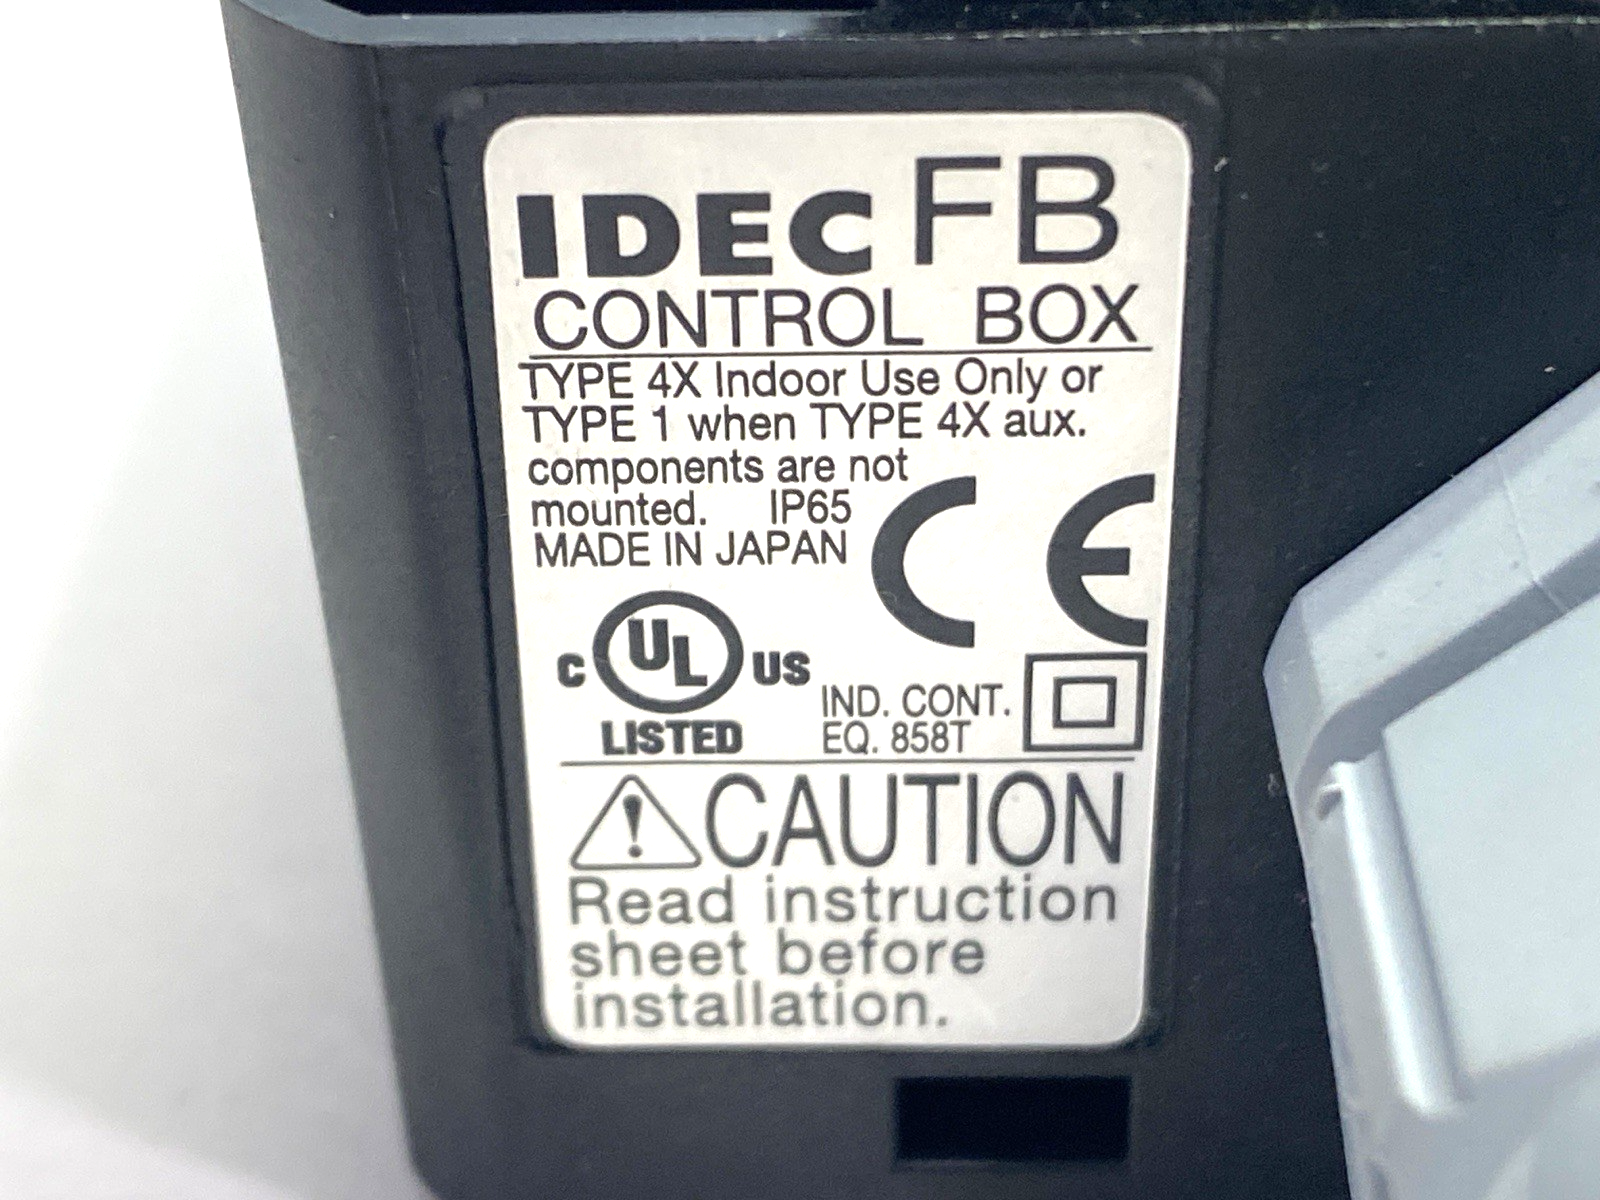 IDEC FB
CONTROL BOX
TYPE 4X Indoor Use Only or
TYPE 1 when TYPE 4X aux.
components are not
mounted. IP65
MADE IN JAPAN
CE
C UL US
LISTED
IND. CONT.
EQ. 858T
CAUTION
Read instruction
sheet before
installation.